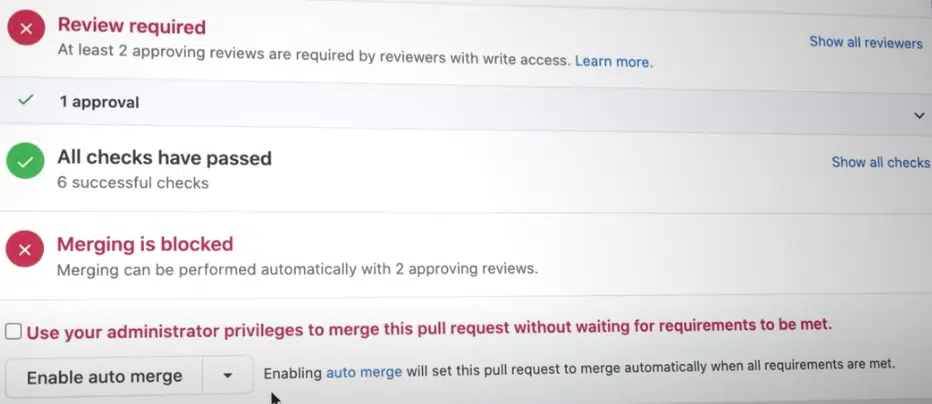 Review required
Show all reviewers
At least 2 approving reviews are required by reviewers with write access. Learn more.
1 approval
All checks have passed
Show all checks
6 successful checks
Merging is blocked
Merging can be performed automatically with 2 approving reviews.
Use your administrator privileges to merge this pull request without waiting for requirements to be met.
Enable auto merge
Enabling auto merge will set this pull request to merge automatically when all requirements are met.